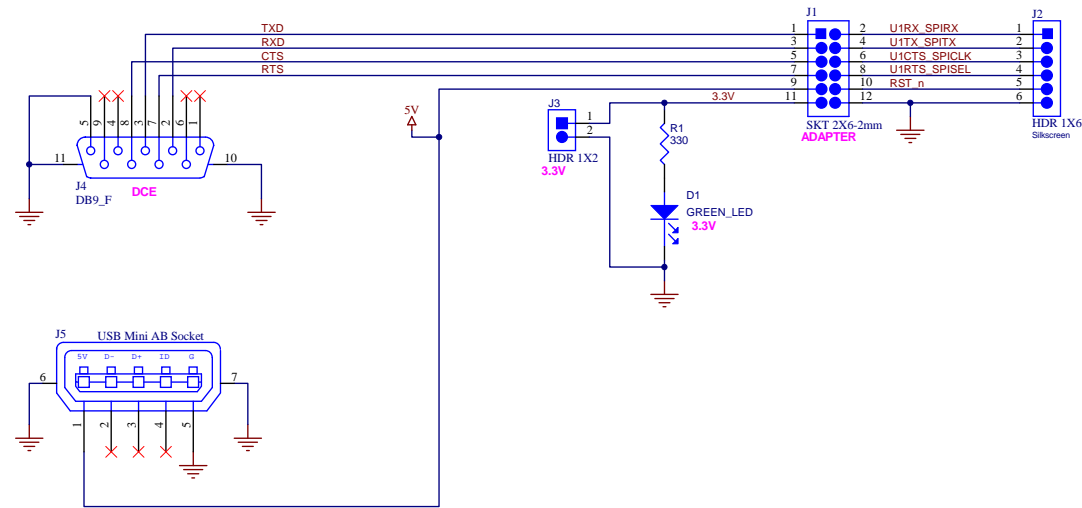 J1
J2
TXD
1
2
U1RX_SPIRX
1
RXD
3
4
U1TX_SPITX
2
CTS
5
6
U1CTS_SPICLK
3
RTS
7
8
U1RTS_SPISEL
4
9
10
RST_n
5
3.3V
11
12
6
SKT 2X6-2mm
ADAPTER
HDR 1X6
Silkscreen
5V
J3
1
2
HDR 1X2
3.3V
R1
330
D1
GREEN_LED
3.3V
5
9
4
8
3
7
2
6
1
11
10
J4
DB9_F
DCE
J5
USB Mini AB Socket
5V D- D+ ID G
6
7
1
2
3
4
5